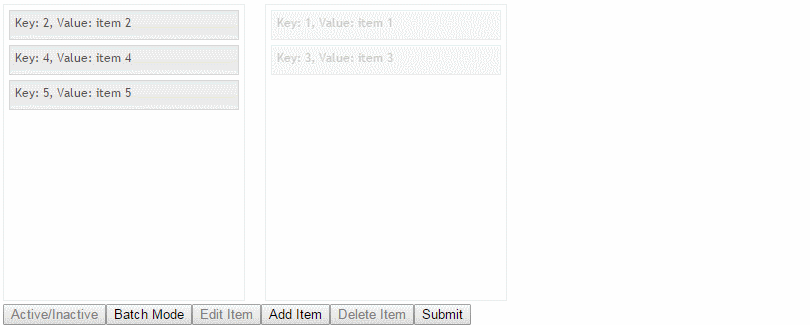 Key: 2, Value: item 2
Key: 4, Value: item 4
Key: 5, Value: item 5
Key: 1, Value: item 1
Key: 3, Value: item 3
Active/Inactive Batch Mode Edit Item Add Item Delete Item Submit